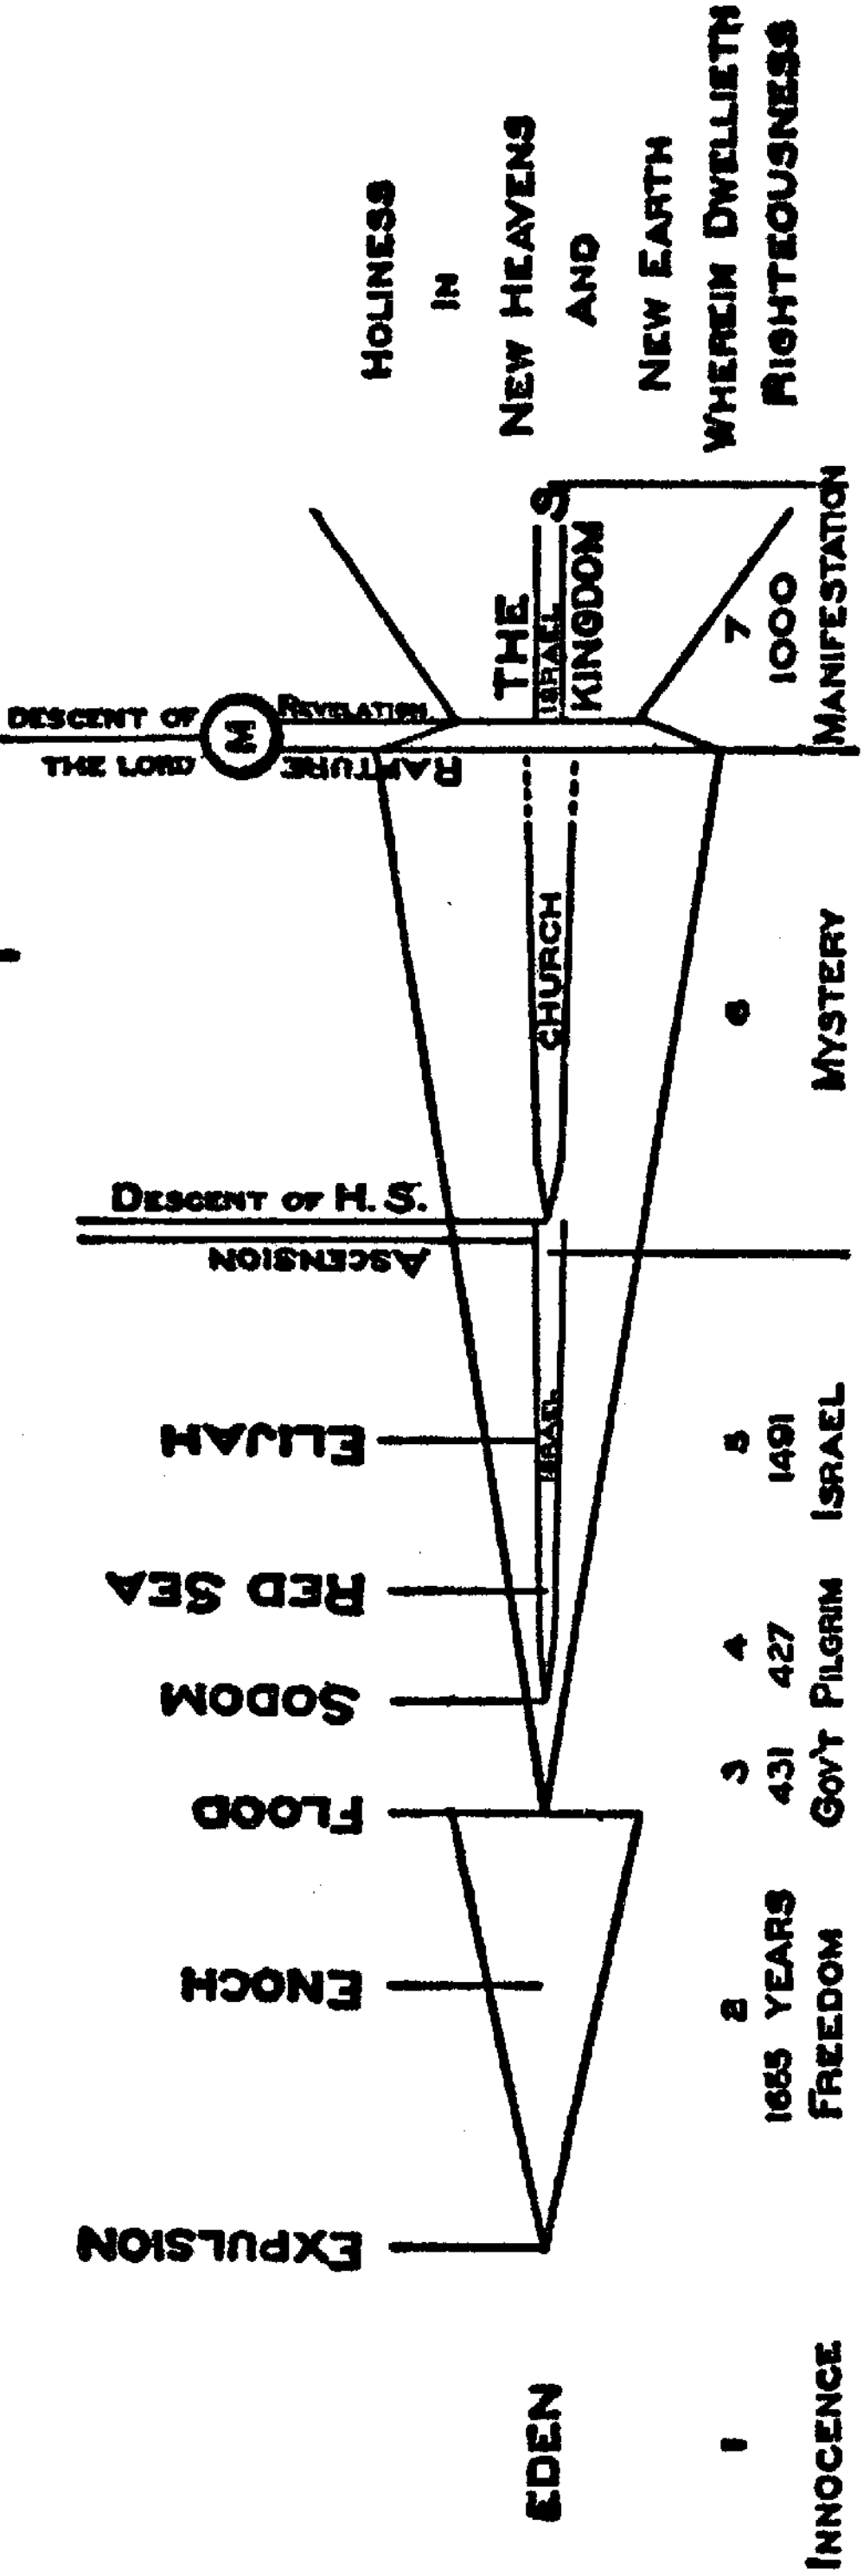 EXPULSION
ENOCH
FLOOD
SODOM
RED SEA
ELIJAH
ASCENSION
DESCENT OF H. S.
DESCENT OF
THE LORD
M
RAPTURE
REVELATION
EDEN
ISRAEL
CHURCH
THE
ISRAEL
KINGDOM
S
HOLINESS
IN
NEW HEAVENS
AND
NEW EARTH
WHEREIN DWELLIETH
RIGHTEOUSNESS
1 2 3 4 5 6 7
1655 YEARS 431 427 1491 1000
INNOCENCE FREEDOM GOV'T PILGRIM ISRAEL MYSTERY MANIFESTATION